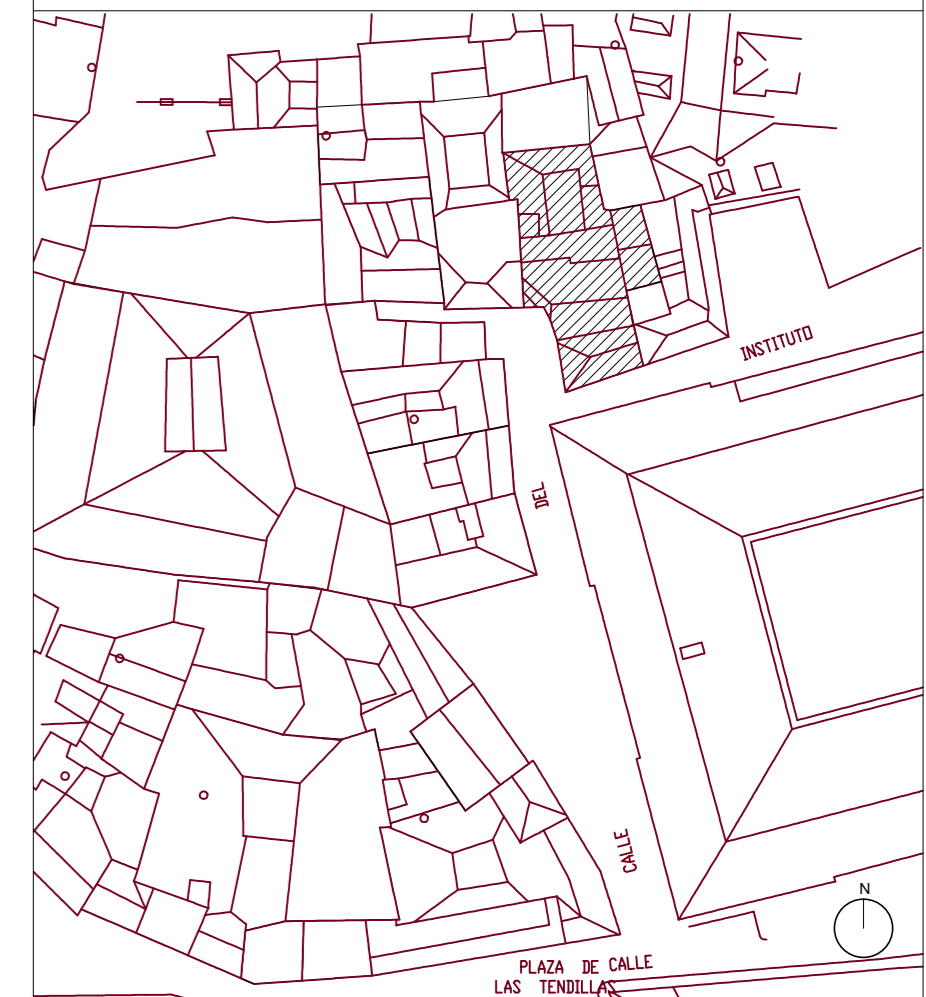 INSTITUTO
DEL
CALLE
N
PLAZA DE CALLE
LAS TENDILLAS